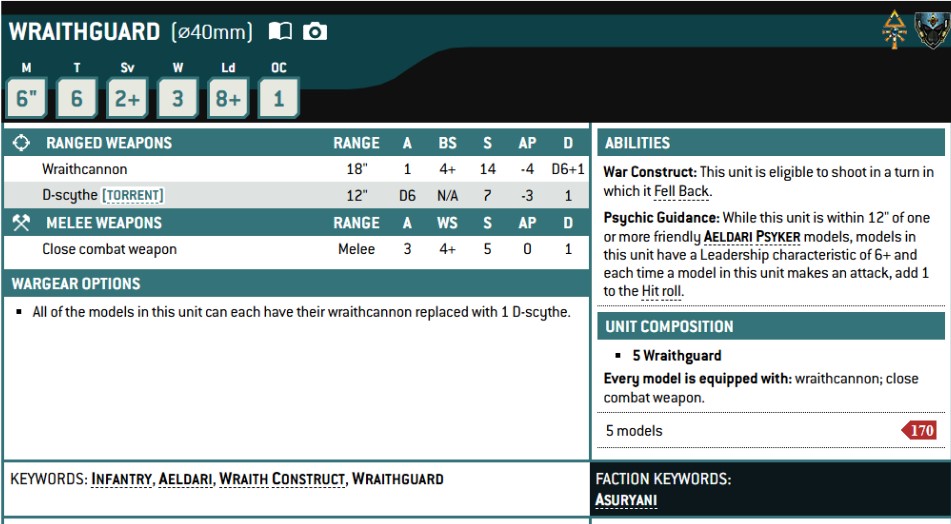 WRAITHGUARD (⌀40mm)
M T Sv W Ld OC
6" 6 2+ 3 8+ 1
RANGED WEAPONS RANGE A BS S AP D
Wraithcannon 18" 1 4+ 14 -4 D6+1
D-scythe [TORRENT] 12" D6 N/A 7 -3 1
MELEE WEAPONS RANGE A WS S AP D
Close combat weapon Melee 3 4+ 5 0 1
WARGEAR OPTIONS
▪ All of the models in this unit can each have their wraithcannon replaced with 1 D-scythe.
ABILITIES
War Construct: This unit is eligible to shoot in a turn in
which it Fell Back.
Psychic Guidance: While this unit is within 12" of one
or more friendly AELDARI PSYKER models, models in
this unit have a Leadership characteristic of 6+ and
each time a model in this unit makes an attack, add 1
to the Hit roll.
UNIT COMPOSITION
▪ 5 Wraithguard
Every model is equipped with: wraithcannon; close
combat weapon.
5 models 170
KEYWORDS: INFANTRY, AELDARI, WRAITH CONSTRUCT, WRAITHGUARD
FACTION KEYWORDS:
ASURYANI